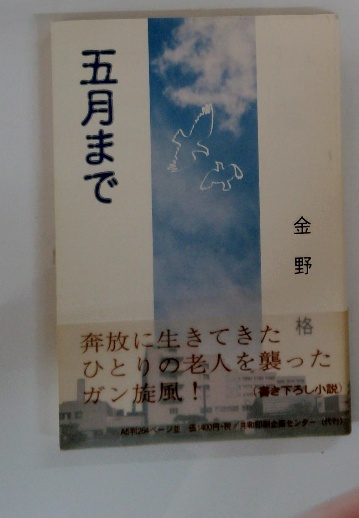 五月まで
金野
格
奔放に生きてきた
ひとりの老人を襲った
ガン旋風!
(書き下ろし小説)